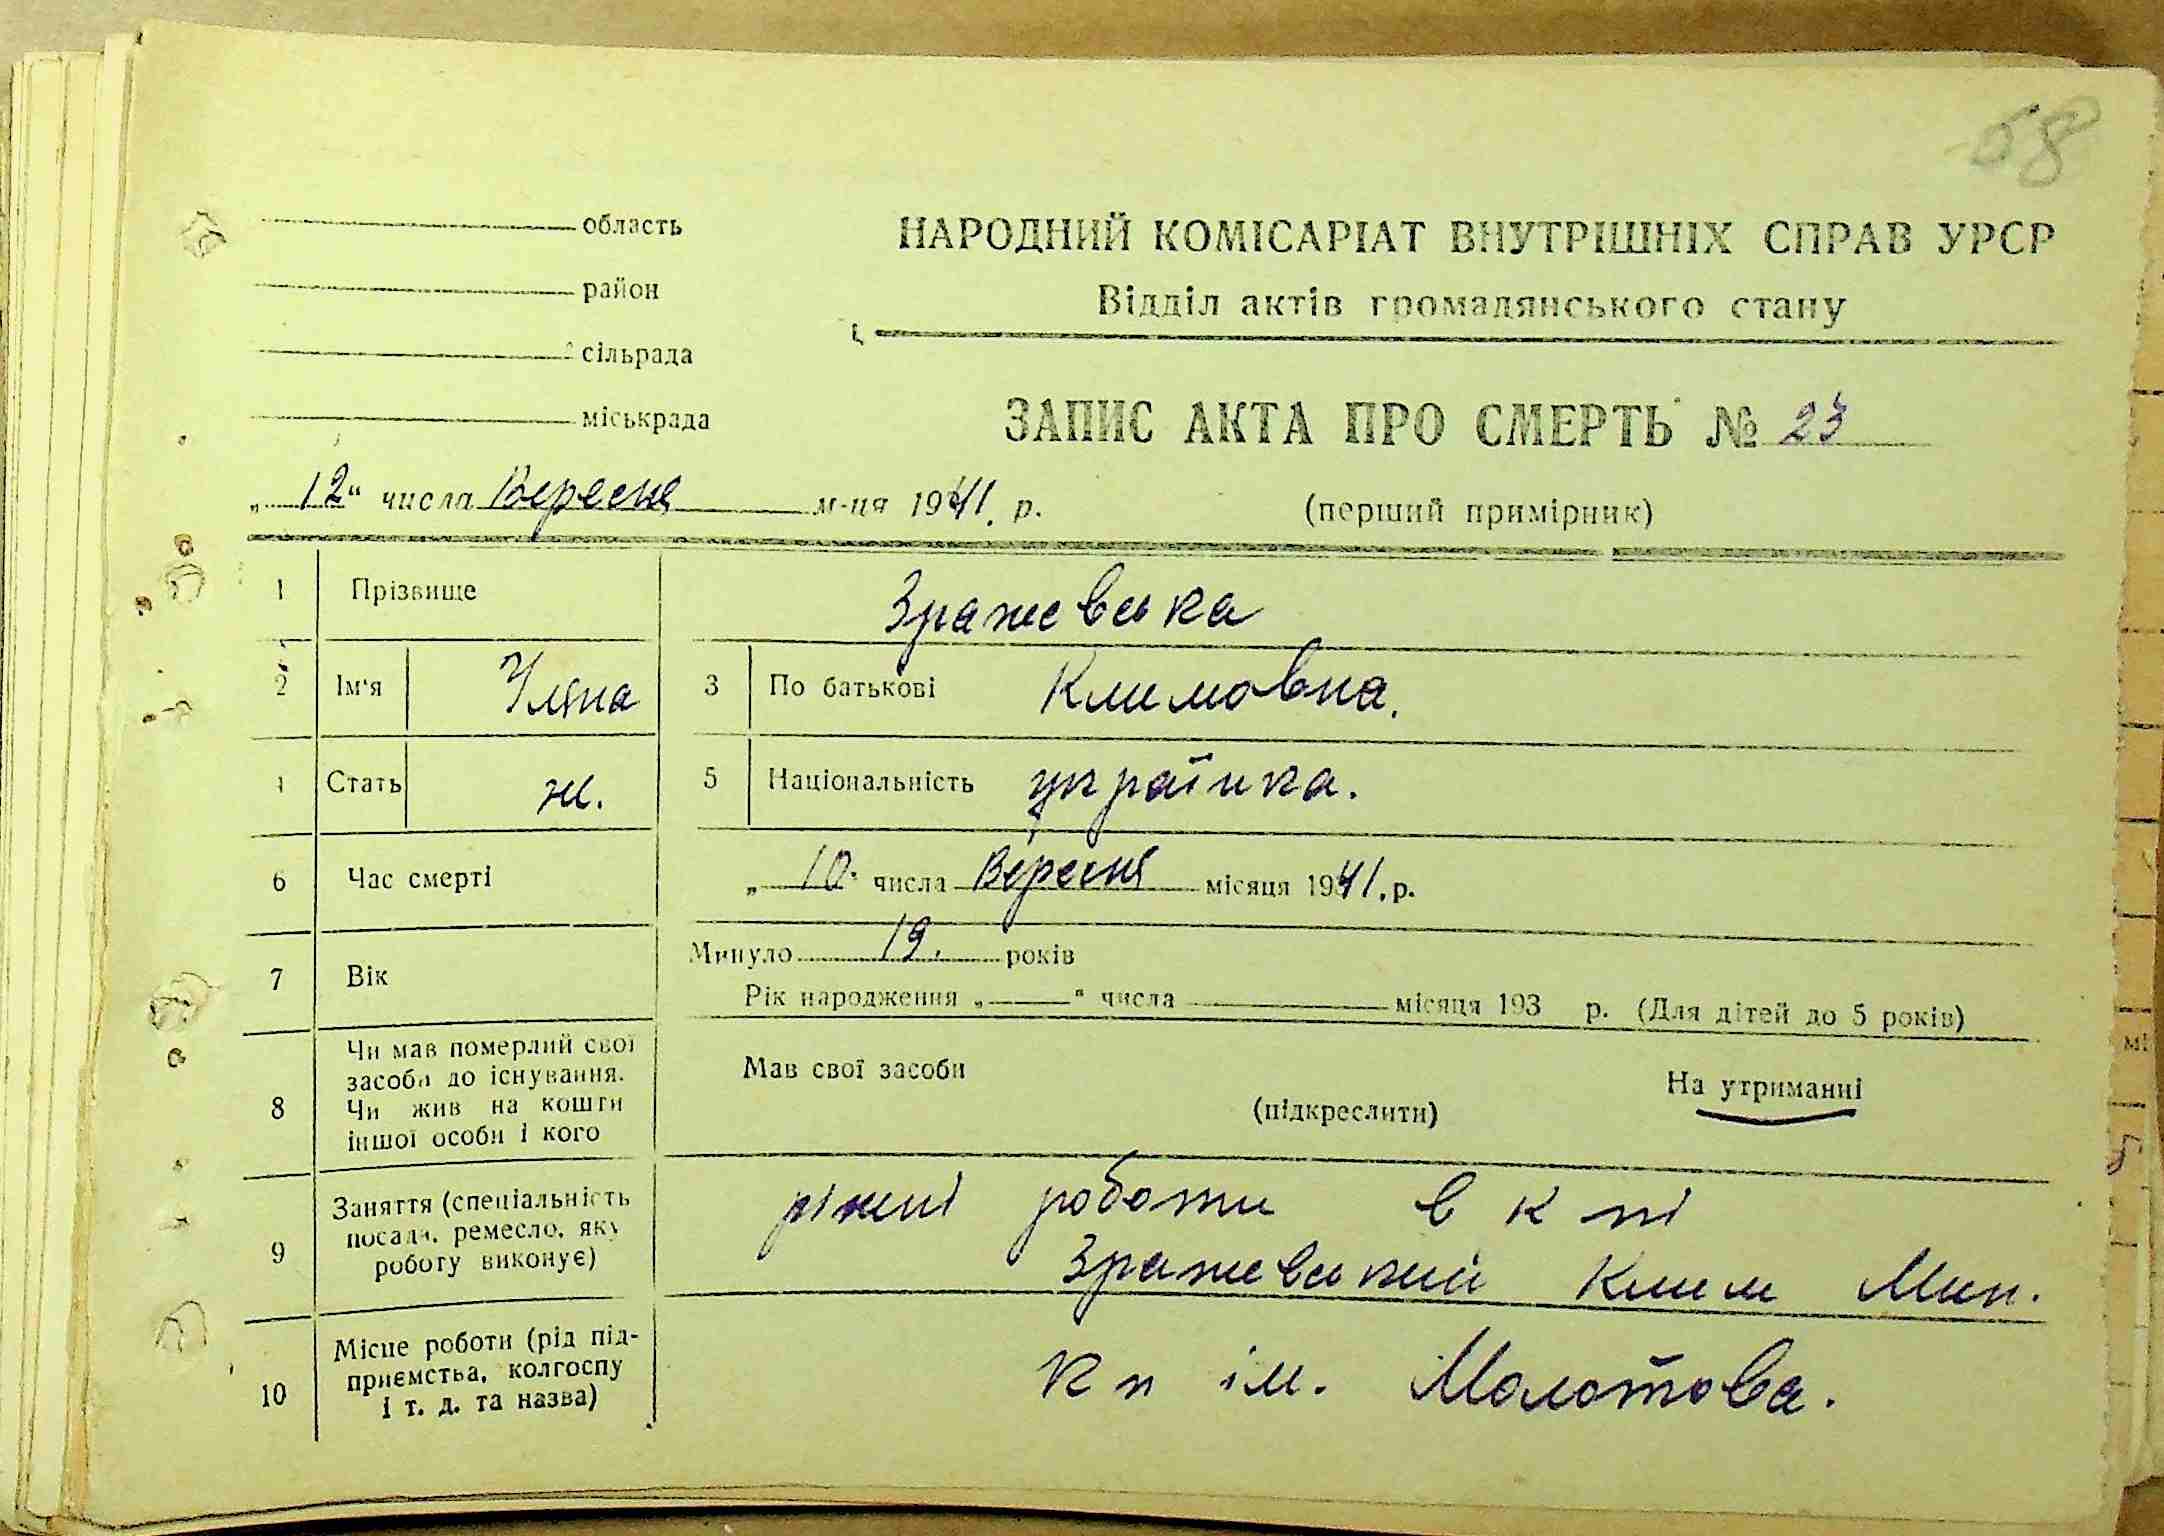 58
область
район
сільрада
міськрада
НАРОДНИЙ КОМІСАРІАТ ВНУТРІШНІХ СПРАВ УРСР
Відділ актів громадянського стану
ЗАПИС АКТА ПРО СМЕРТЬ № 23
„12“ числа Вересня м-ця 1941. р.
(перший примірник)
1 Прізвище Зражевська
2 Ім'я Уляна 3 По батькові Климовна.
4 Стать ж. 5 Національність українка.
6 Час смерті „10“ числа Вересня місяця 1941. р.
7 Вік Минуло 19. років
Рік народження „ “ числа місяця 193 р. (Для дітей до 5 років)
8 Чи мав померлий свої
засоби до існування.
Чи жив на кошти
іншої особи і кого
Мав свої засоби
(підкреслити)
На утриманні
9 Заняття (спеціальність
посада, ремесло, яку
роботу виконує)
ріжні роботи в к пі
Зражевський Клим Мин.
10 Місце роботи (рід під-
приємства, колгоспу
і т. д. та назва)
К п ім. Молотова.